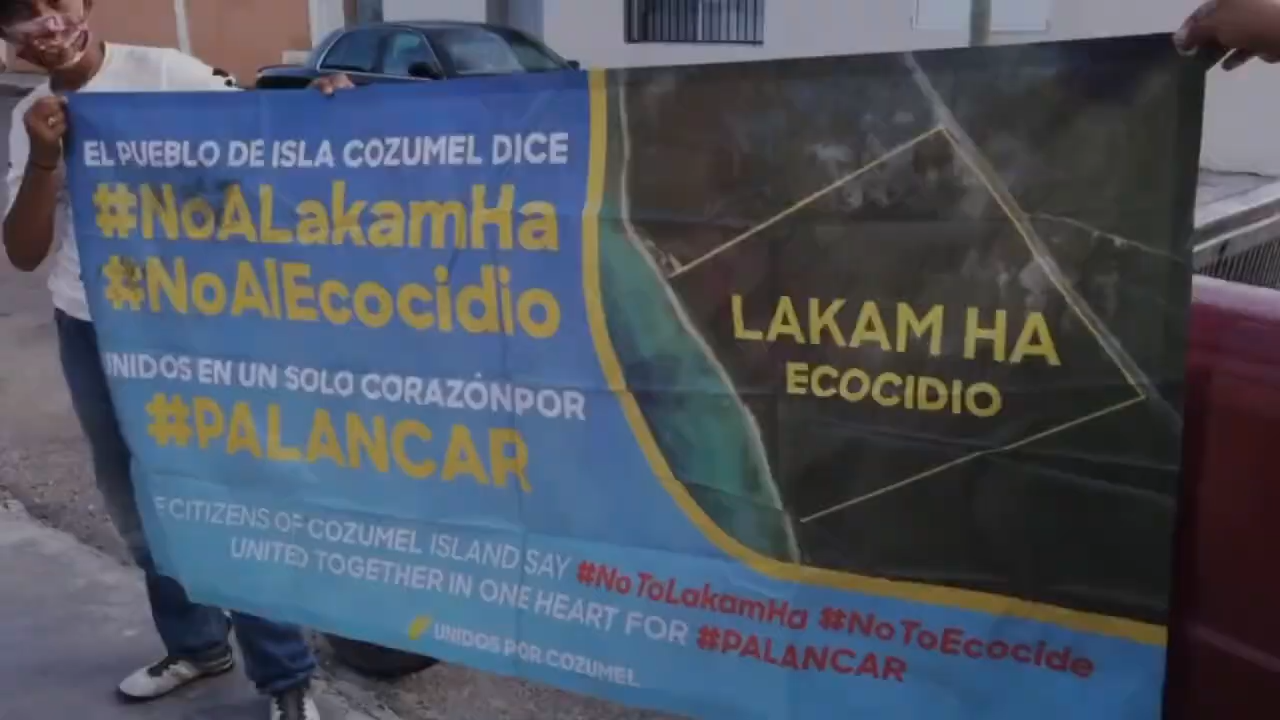 EL PUEBLO DE ISLA COZUMEL DICE
#NoALakamHa
#NoAlEcocidio
UNIDOS EN UN SOLO CORAZÓNPOR
#PALANCAR
CITIZENS OF COZUMEL ISLAND SAY #NoToLakamHa #NoToEcocide
UNITED TOGETHER IN ONE HEART FOR #PALANCAR
UNIDOS POR COZUMEL
LAKAM HA
ECOCIDIO